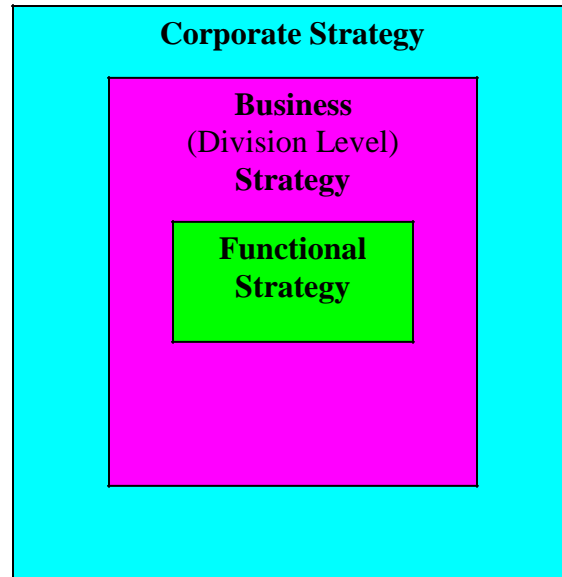 Corporate Strategy
Business
(Division Level)
Strategy
Functional
Strategy